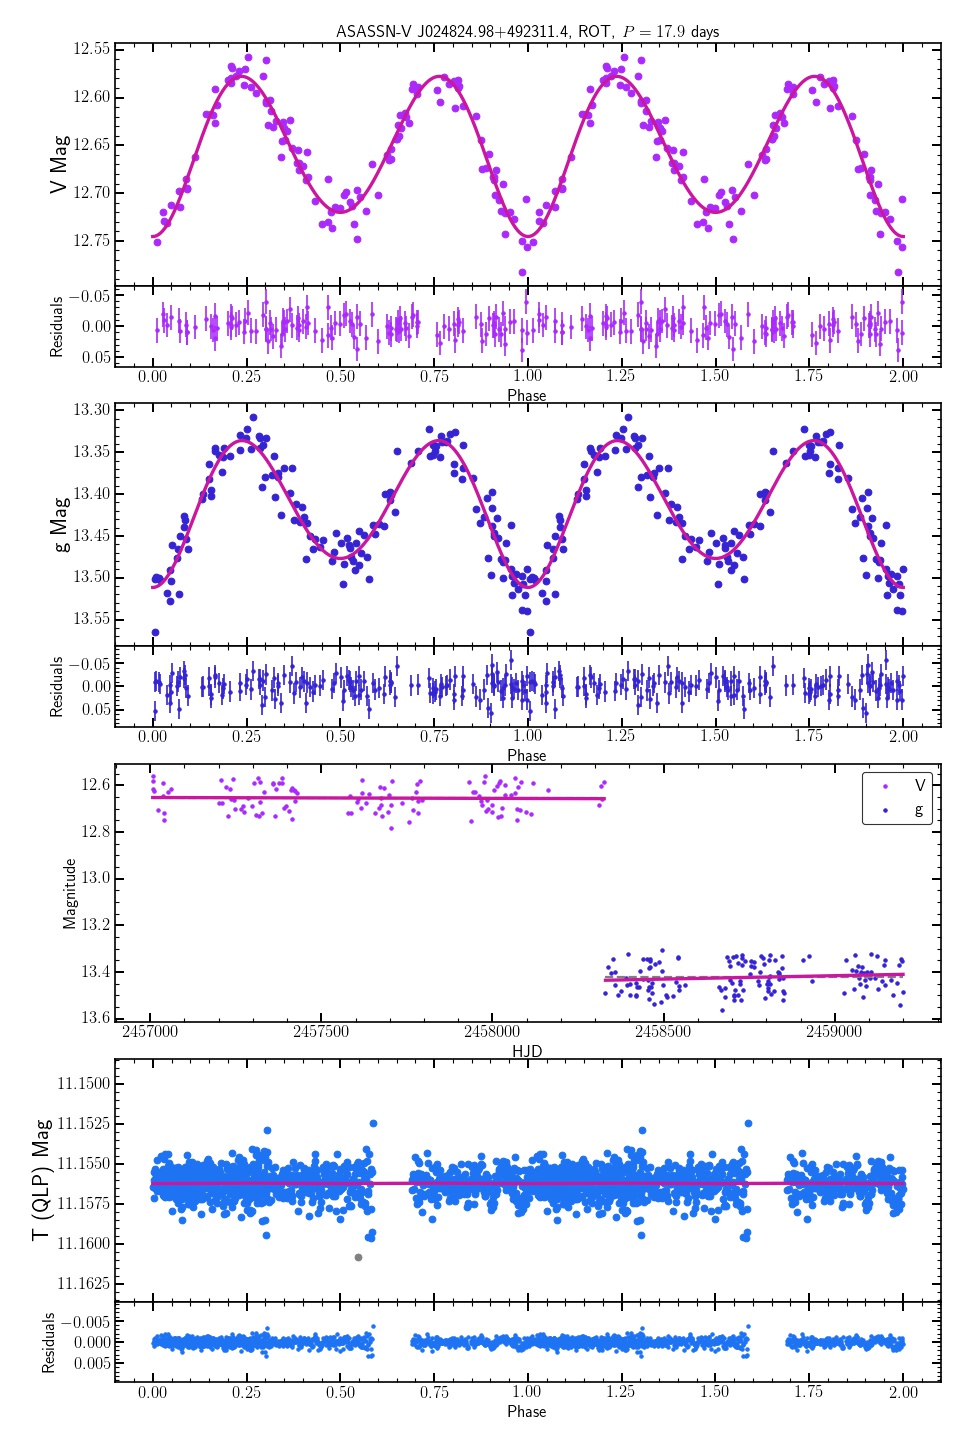 ASASSN-V J024824.98+492311.4, ROT, P = 17.9 days
12.55
12.60
12.65
12.70
12.75
V Mag
−0.05
0.00
0.05
Residuals
0.00 0.25 0.50 0.75 1.00 1.25 1.50 1.75 2.00
Phase
13.30
13.35
13.40
13.45
13.50
13.55
g Mag
−0.05
0.00
0.05
Residuals
0.00 0.25 0.50 0.75 1.00 1.25 1.50 1.75 2.00
Phase
12.6
12.8
13.0
13.2
13.4
13.6
Magnitude
V
g
2457000 2457500 2458000 2458500 2459000
HJD
11.1500
11.1525
11.1550
11.1575
11.1600
11.1625
T (QLP) Mag
−0.005
0.000
0.005
Residuals
0.00 0.25 0.50 0.75 1.00 1.25 1.50 1.75 2.00
Phase